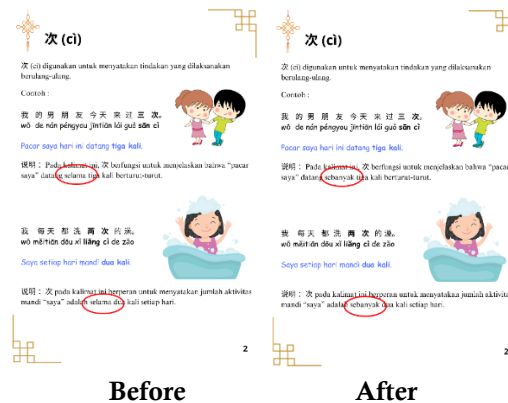 次 (cì)
次 (ci) digunakan untuk menyatakan tindakan yang dilaksanakan
berulang-ulang.
Contoh :
我 的 男 朋 友 今天 来 过 三 次。
wǒ de nán péngyou jīntiān lái guò sān cì
Pacar saya hari ini datang tiga kali.
说明 : Pada kalimat ini, 次 berfungsi untuk menjelaskan bahwa “pacar
saya” datang selama tiga kali berturut-turut.
我 每天 都 洗 两 次 的 澡。
wǒ měitiān dōu xǐ liǎng cì de zǎo
Saya setiap hari mandi dua kali.
说明 : 次 pada kalimat ini berperan untuk menyatakan jumlah aktivitas
mandi “saya” adalah selama dua kali setiap hari.
2
Before
次 (cì)
次 (ci) digunakan untuk menyatakan tindakan yang dilaksanakan
berulang-ulang.
Contoh :
我 的 男 朋 友 今天 来 过 三 次。
wǒ de nán péngyou jīntiān lái guò sān cì
Pacar saya hari ini datang tiga kali.
说明 : Pada kalimat ini, 次 berfungsi untuk menjelaskan bahwa “pacar
saya” datang sebanyak tiga kali berturut-turut.
我 每天 都 洗 两 次 的 澡。
wǒ měitiān dōu xǐ liǎng cì de zǎo
Saya setiap hari mandi dua kali.
说明 : 次 pada kalimat ini berperan untuk menyatakan jumlah aktivita
mandi “saya” adalah sebanyak dua kali setiap hari.
2
After